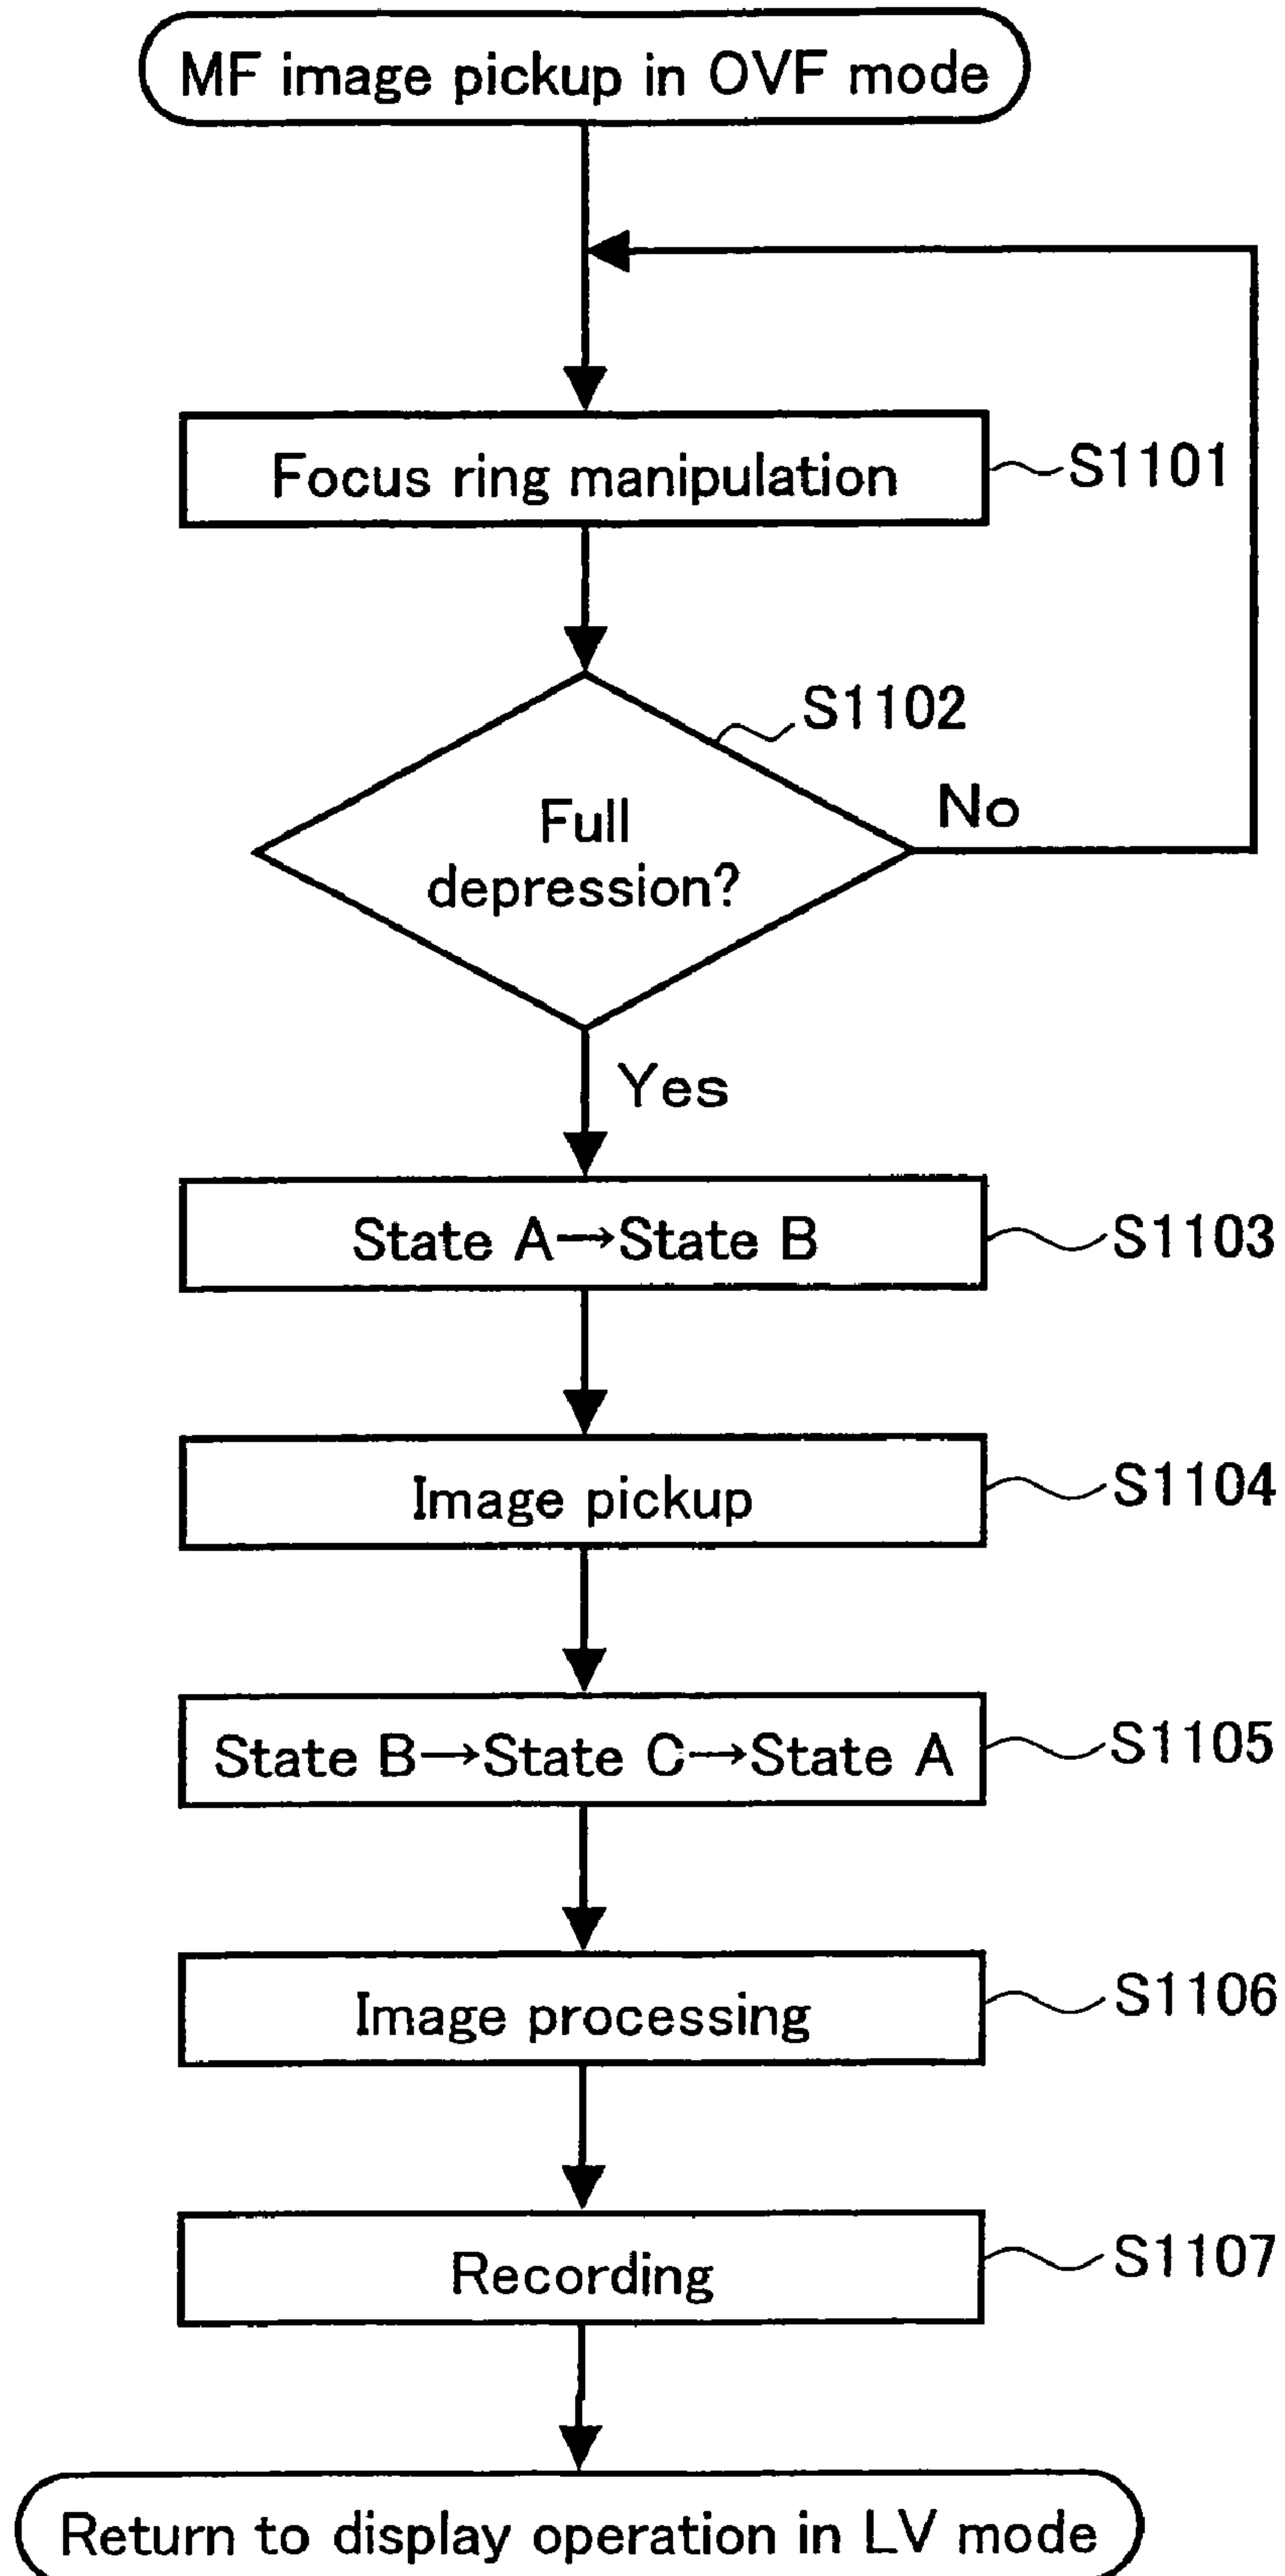 MF image pickup in OVF mode
Focus ring manipulation
S1101
S1102
Full
depression?
No
Yes
State A→State B
S1103
Image pickup
S1104
State B→State C→State A
S1105
Image processing
S1106
Recording
S1107
Return to display operation in LV mode